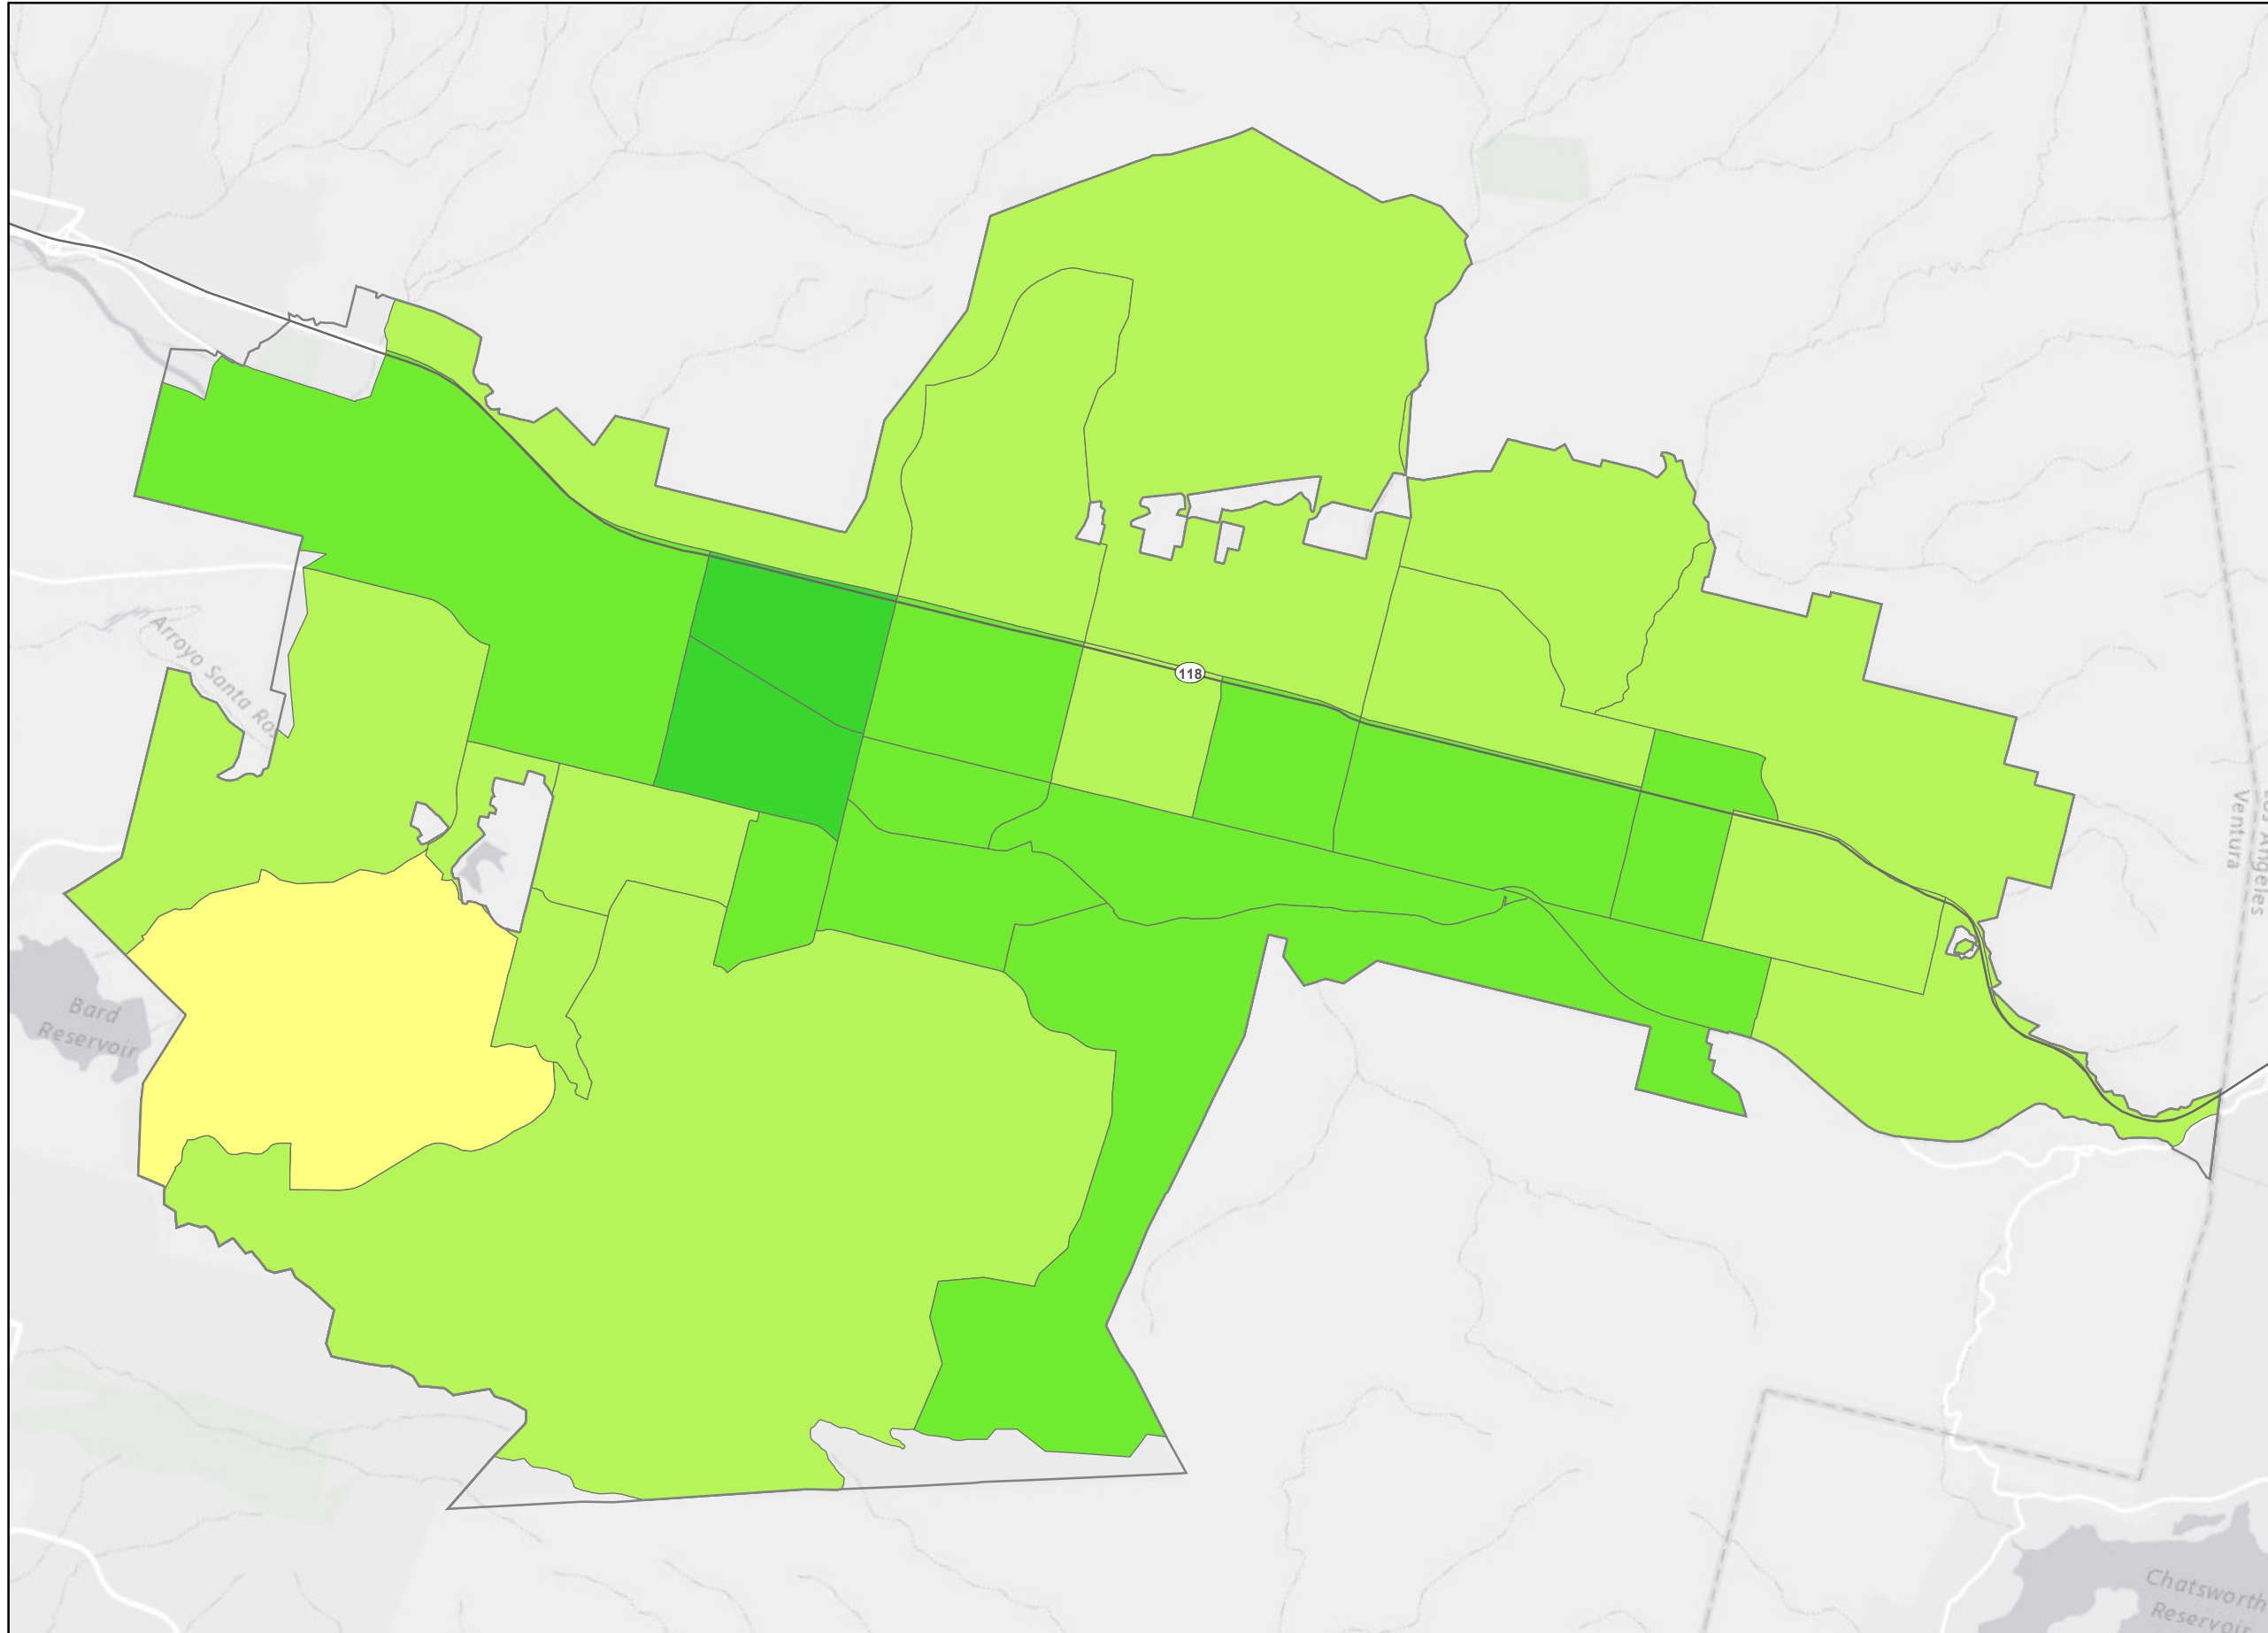 118
Arroyo Santa Ros
Los Angeles
Ventura
Bard
Reservoir
Chatsworth
Reservoir